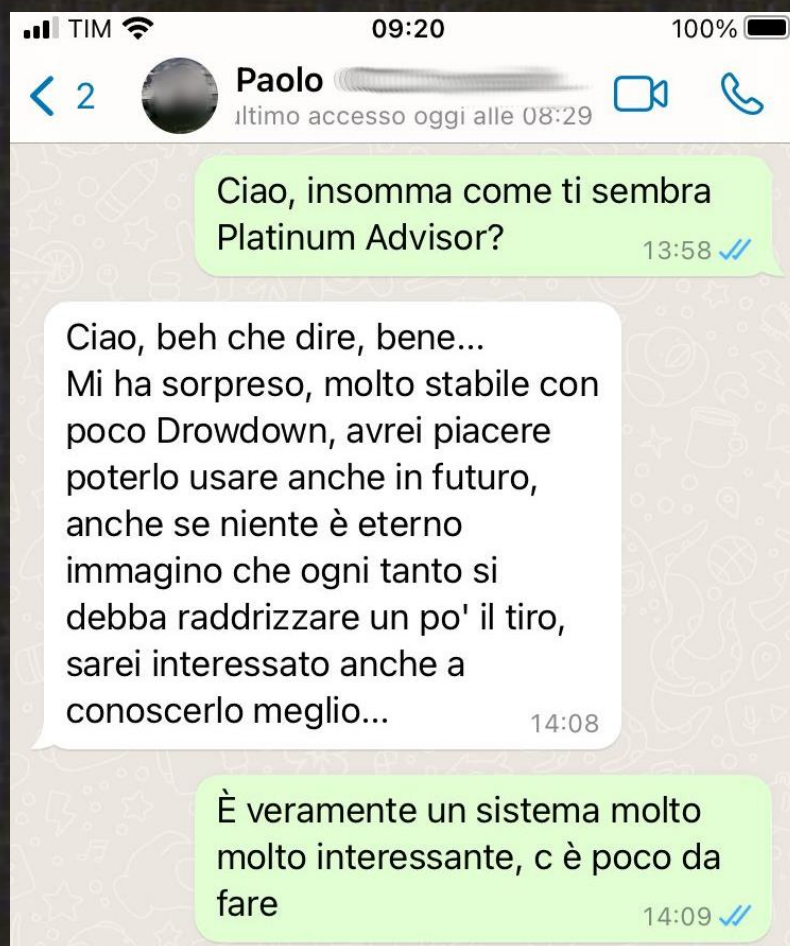 TIM 09:20 100%
2 Paolo
ultimo accesso oggi alle 08:29
Ciao, insomma come ti sembra
Platinum Advisor?
13:58
Ciao, beh che dire, bene...
Mi ha sorpreso, molto stabile con
poco Drowdown, avrei piacere
poterlo usare anche in futuro,
anche se niente è eterno
immagino che ogni tanto si
debba raddrizzare un po' il tiro,
sarei interessato anche a
conoscerlo meglio...
14:08
È veramente un sistema molto
molto interessante, c è poco da
fare
14:09